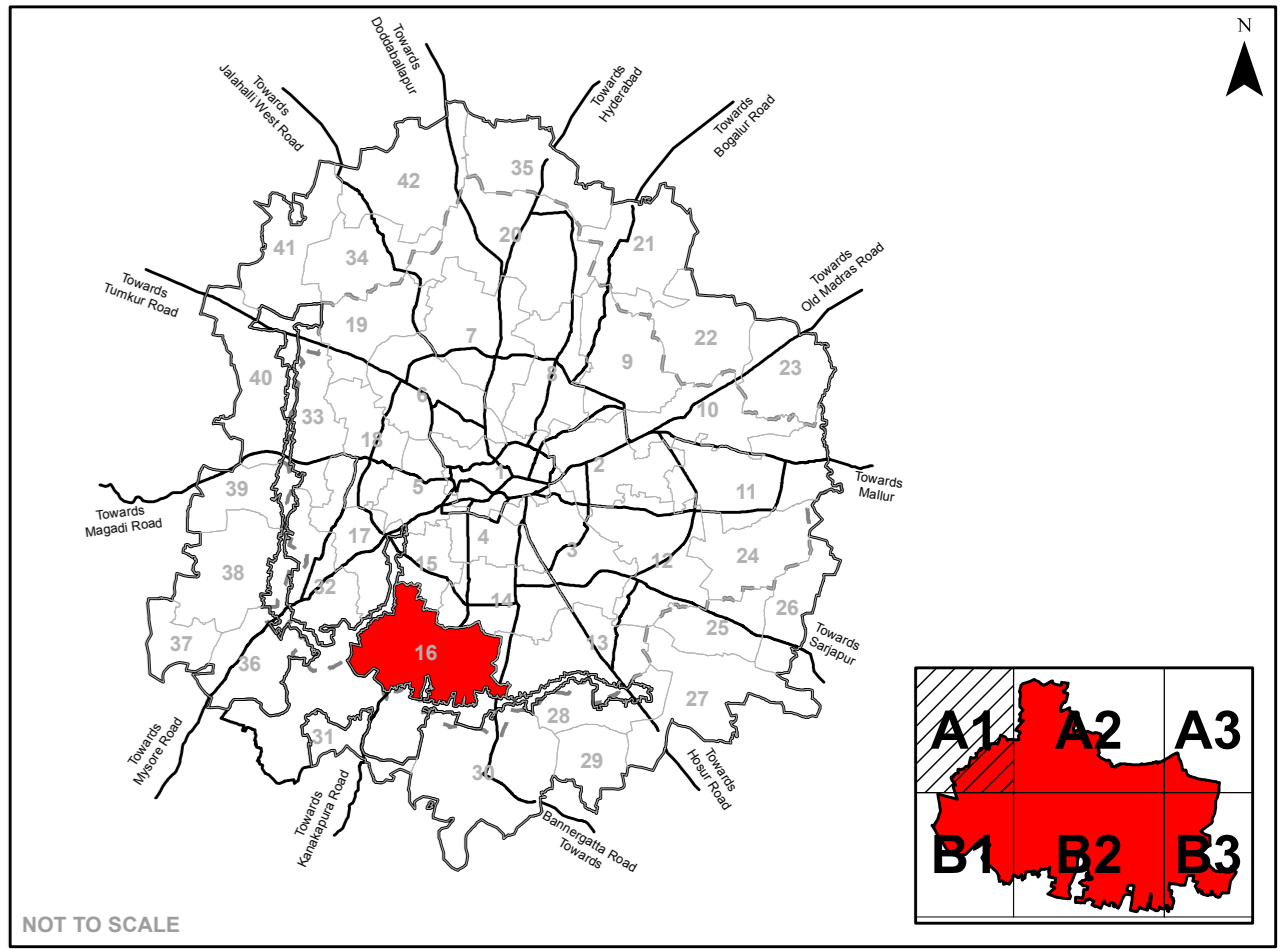 N
Towards
Doddaballapur
Towards
Jalahalli West Road
Towards
Hyderabad
Towards
Bogalur Road
42
35
41
34
20
21
Towards
Old Madras Road
Towards
Tumkur Road
19
7
22
40
33
6
8
9
23
10
18
39
5
1
2
11
Towards
Mallur
Towards
Magadi Road
17
4
3
12
24
38
32
15
14
26
25
13
Towards
Sarjapur
37
36
16
27
28
31
30
29
Towards
Mysore Road
Towards
Kanakapura Road
Bannergatta Road
Towards
Towards
Hosur Road
A1 A2 A3
B1 B2 B3
NOT TO SCALE